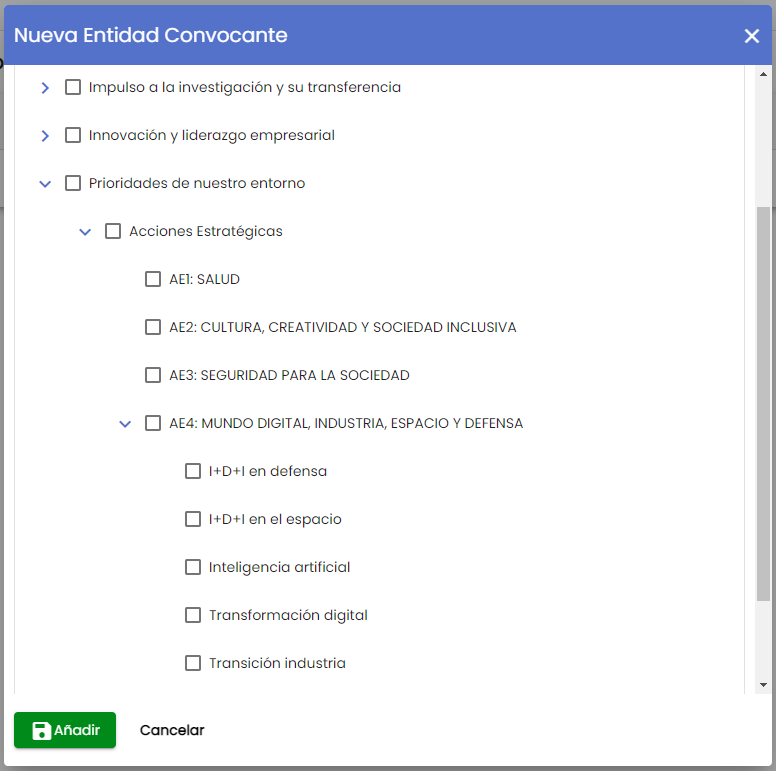 Nueva Entidad Convocante
Impulso a la investigación y su transferencia
Innovación y liderazgo empresarial
Prioridades de nuestro entorno
Acciones Estratégicas
AE1: SALUD
AE2: CULTURA, CREATIVIDAD Y SOCIEDAD INCLUSIVA
AE3: SEGURIDAD PARA LA SOCIEDAD
AE4: MUNDO DIGITAL, INDUSTRIA, ESPACIO Y DEFENSA
I+D+I en defensa
I+D+I en el espacio
Inteligencia artificial
Transformación digital
Transición industria
Añadir Cancelar